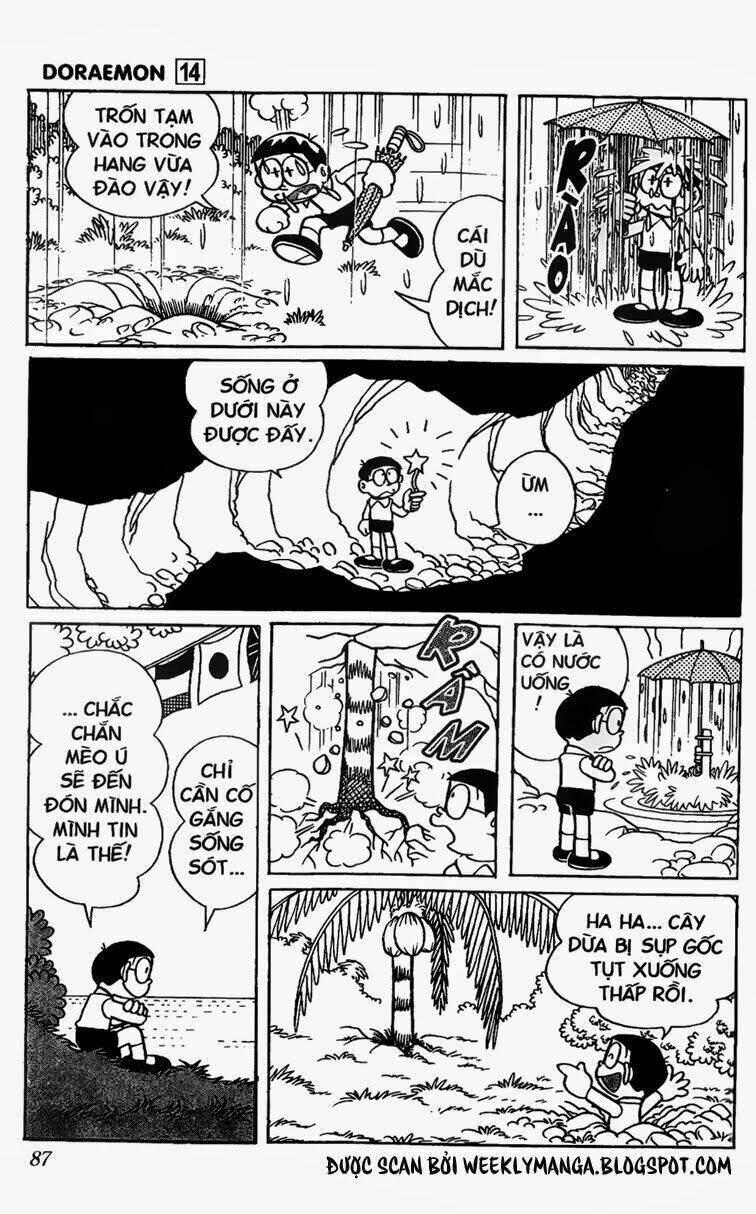 DORAEMON 14
RÀO
CÁI
DÙ
MẮC
DỊCH!
TRỐN TẠM
VÀO TRONG
HANG VỪA
ĐÀO VẬY!
ỪM
...
SỐNG Ở
DƯỚI NÀY
ĐƯỢC ĐẤY.
VẬY LÀ
CÓ NƯỚC
UỐNG
!
RẦM
HA HA... CÂY
DỪA BỊ SỤP GỐC
TỤT XUỐNG
THẤP RỒI.
CHỈ
CẦN CỐ
GẮNG
SỐNG
SÓT...
... CHẮC
CHẮN
MÈO Ú
SẼ ĐẾN
ĐÓN MÌNH.
MÌNH TIN
LÀ THẾ!
87
ĐƯỢC SCAN BỞI WEEKLYMANGA.BLOGSPOT.COM